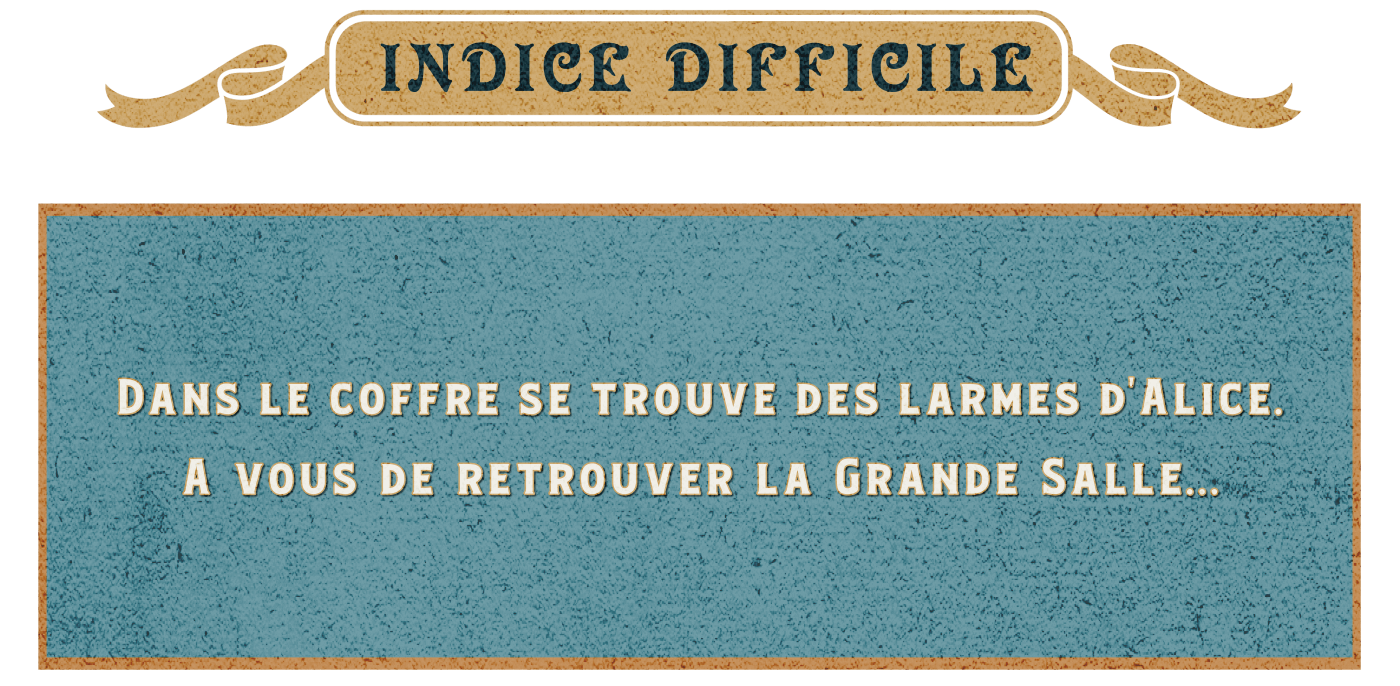 INDICE DIFFICILE
Dans le coffre se trouve des larmes d'Alice.
A vous de retrouver la Grande Salle...